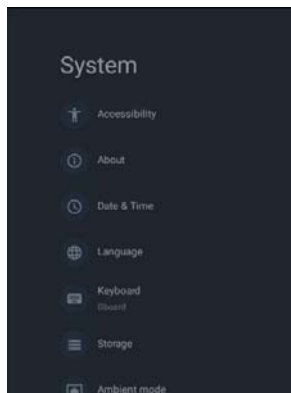 System
Accessibility
About
Date & Time
Language
Keyboard
Gboard
Storage
Ambient mode